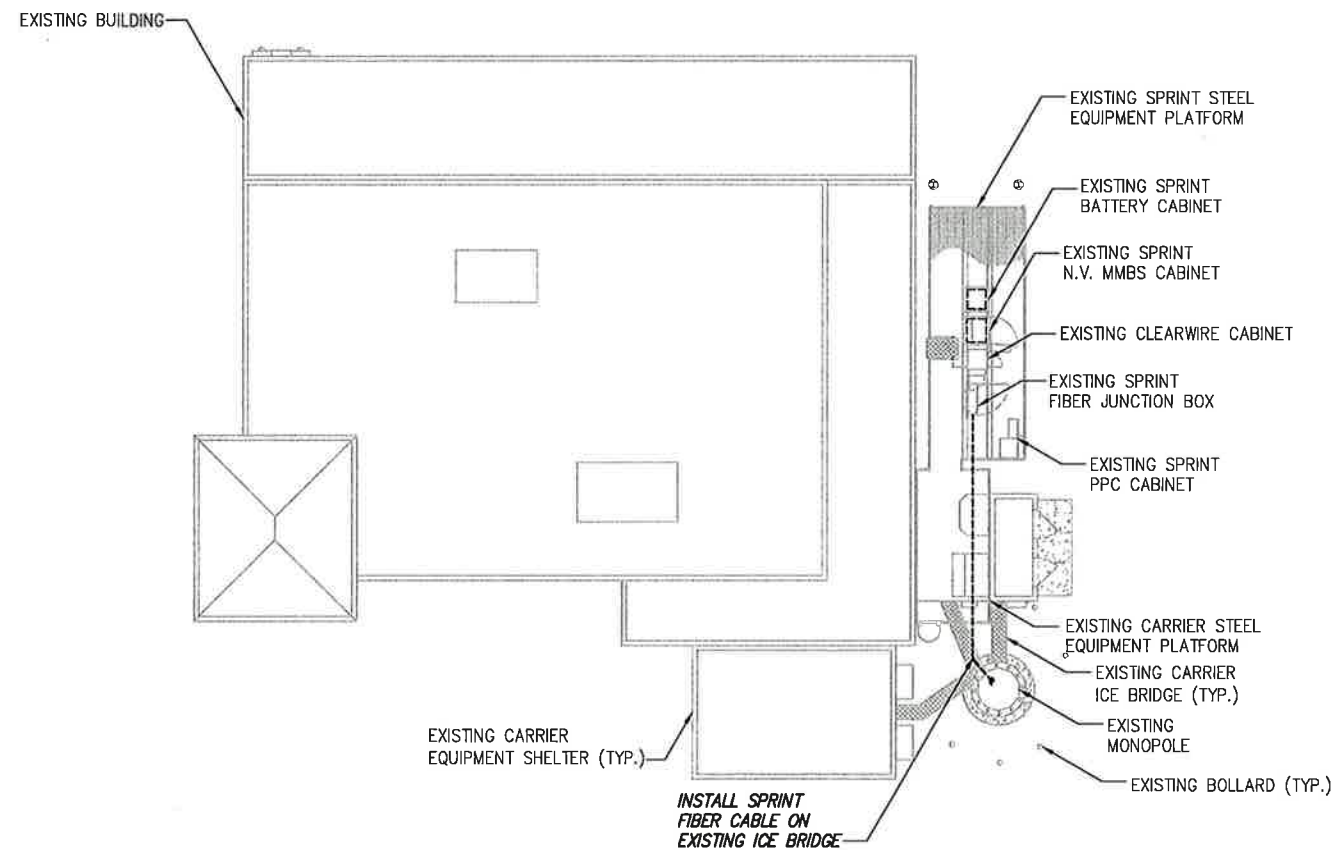 EXISTING BUILDING
EXISTING SPRINT STEEL
EQUIPMENT PLATFORM
EXISTING SPRINT
BATTERY CABINET
EXISTING SPRINT
N.V. MMBS CABINET
EXISTING CLEARWIRE CABINET
EXISTING SPRINT
FIBER JUNCTION BOX
EXISTING SPRINT
PPC CABINET
EXISTING CARRIER STEEL
EQUIPMENT PLATFORM
EXISTING CARRIER
ICE BRIDGE (TYP.)
EXISTING
MONOPOLE
EXISTING BOLLARD (TYP.)
EXISTING CARRIER
EQUIPMENT SHELTER (TYP.)
INSTALL SPRINT
FIBER CABLE ON
EXISTING ICE BRIDGE